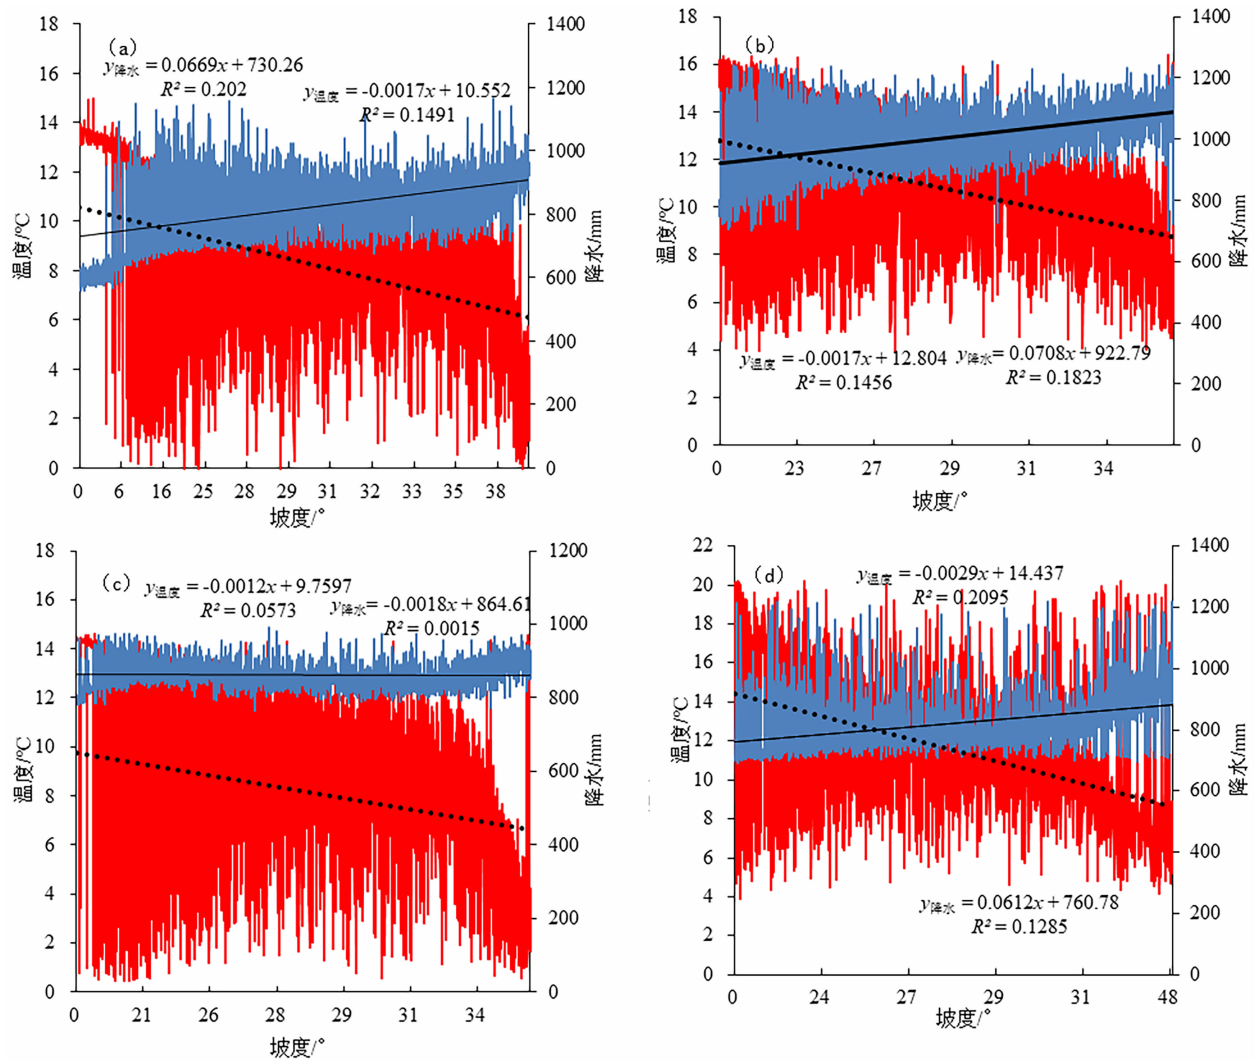 (a)
y降水 = 0.0669x + 730.26
R² = 0.202
y温度 = -0.0017x + 10.552
R² = 0.1491
温度/℃
18
16
14
12
10
8
6
4
2
0
1400
1200
1000
800
600
400
200
0
降水/mm
0 6 16 25 28 29 31 32 33 35 38
坡度/°
(b)
温度/℃
18
16
14
12
10
8
6
4
2
0
1400
1200
1000
800
600
400
200
0
降水/mm
y温度 = -0.0017x + 12.804
R² = 0.1456
y降水 = 0.0708x + 922.79
R² = 0.1823
0 23 27 29 31 34
坡度/°
(c)
y温度 = -0.0012x + 9.7597
R² = 0.0573
y降水 = -0.0018x + 864.61
R² = 0.0015
温度/℃
18
16
14
12
10
8
6
4
2
0
1200
1000
800
600
400
200
0
降水/mm
0 21 26 29 31 34
坡度/°
(d)
y温度 = -0.0029x + 14.437
R² = 0.2095
温度/℃
22
20
18
16
14
12
10
8
6
4
2
0
1400
1200
1000
800
600
400
200
0
降水/mm
y降水 = 0.0612x + 760.78
R² = 0.1285
0 24 27 29 31 48
坡度/°